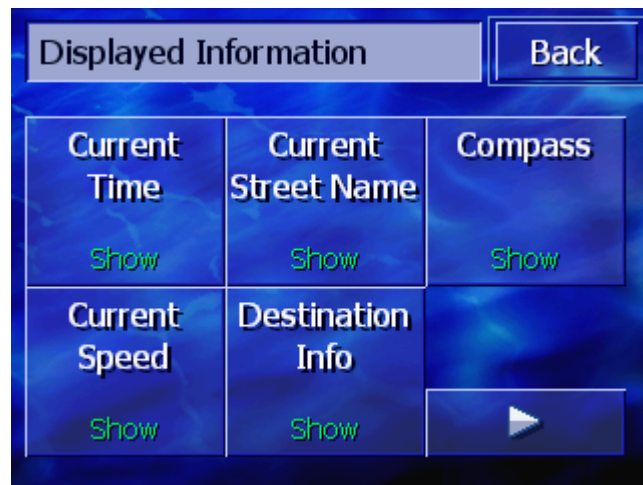 Displayed Information
Back
Current
Time
Show
Current
Street Name
Show
Compass
Show
Current
Speed
Show
Destination
Info
Show